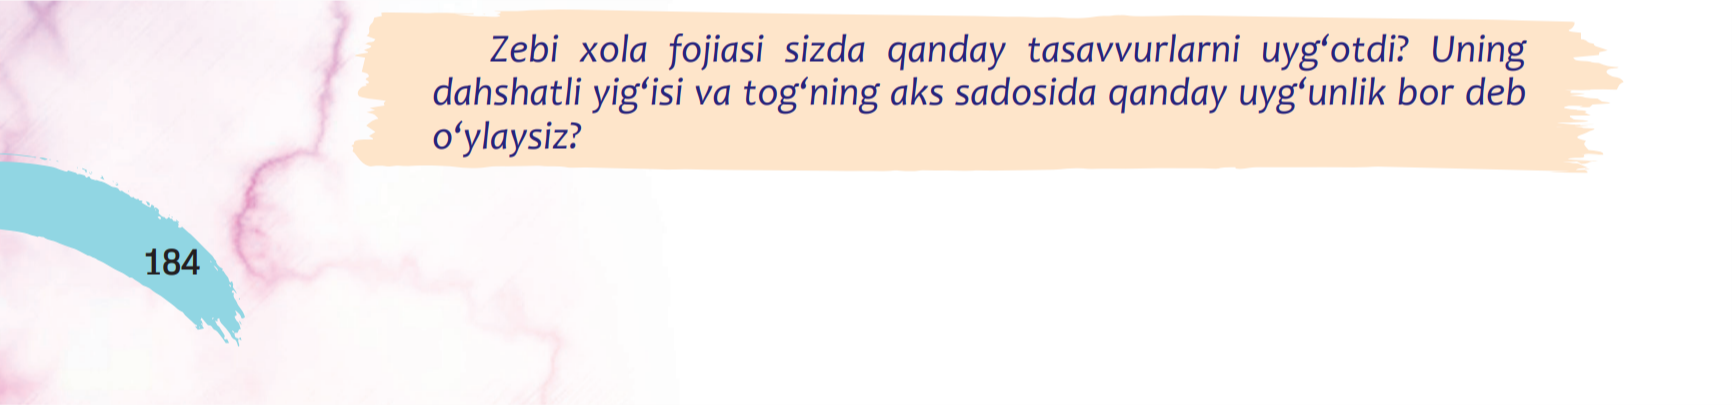 Zebi xola fojiasi sizda qanday tasavvurlarni uyg‘otdi? Uning
dahshatli yig‘isi va tog‘ning aks sadosida qanday uyg‘unlik bor deb
o‘ylaysiz?
184